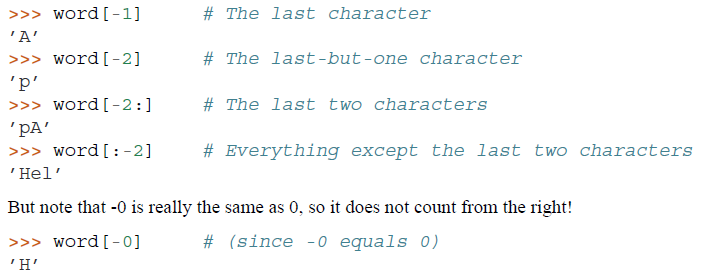 >>> word[-1]      # The last character
'A'
>>> word[-2]      # The last-but-one character
'p'
>>> word[-2:]     # The last two characters
'pA'
>>> word[:-2]     # Everything except the last two characters
'Hel'
But note that -0 is really the same as 0, so it does not count from the right!
>>> word[-0]      # (since -0 equals 0)
'H'